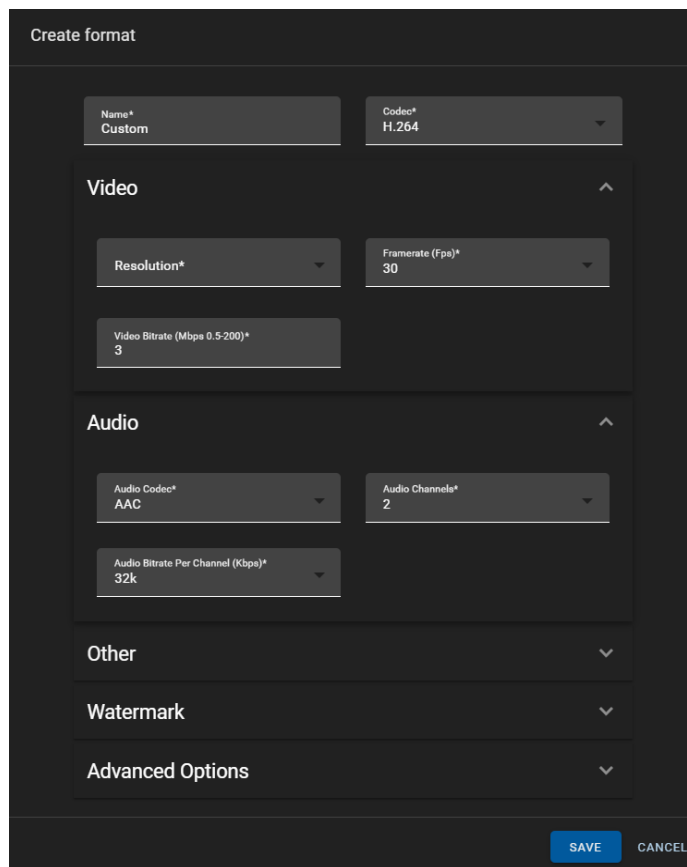 Create format
Name*
Custom
Codec*
H.264
Video
Resolution*
Framerate (Fps)*
30
Video Bitrate (Mbps 0.5-200)*
3
Audio
Audio Codec*
AAC
Audio Channels*
2
Audio Bitrate Per Channel (Kbps)*
32k
Other
Watermark
Advanced Options
SAVE
CANCEL